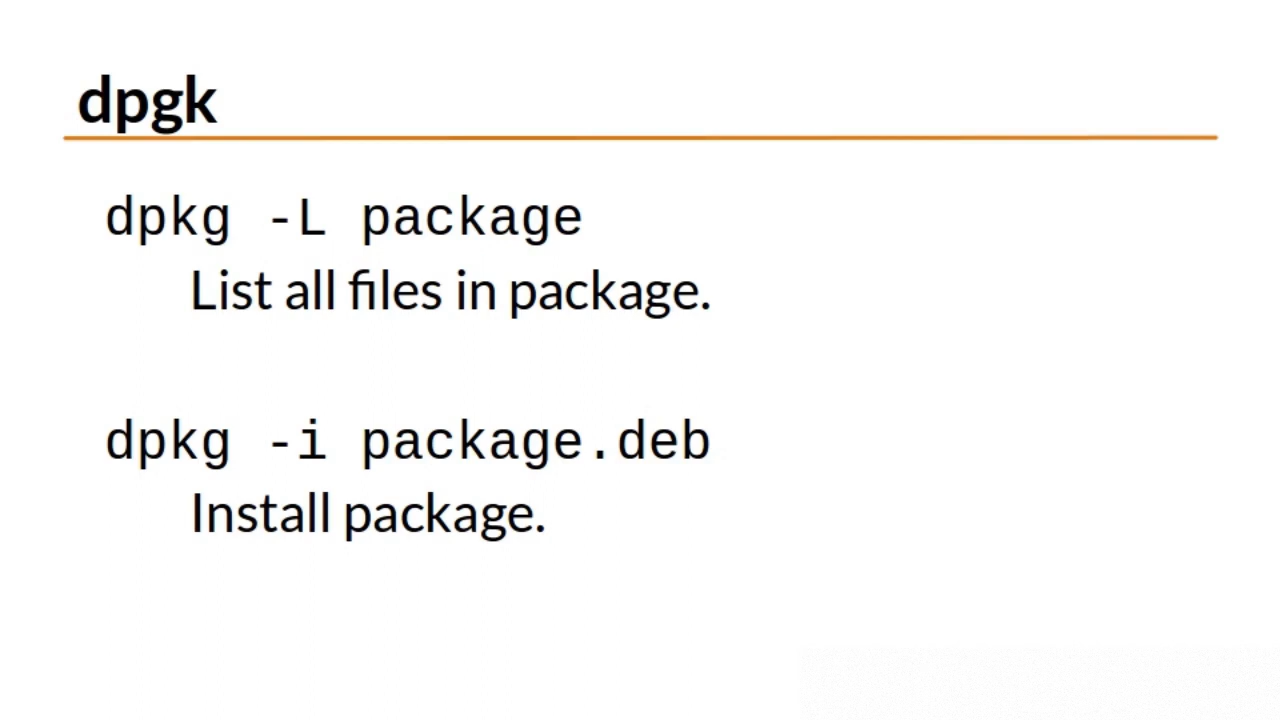 dpgk
dpkg -L package
List all files in package.
dpkg -i package.deb
Install package.